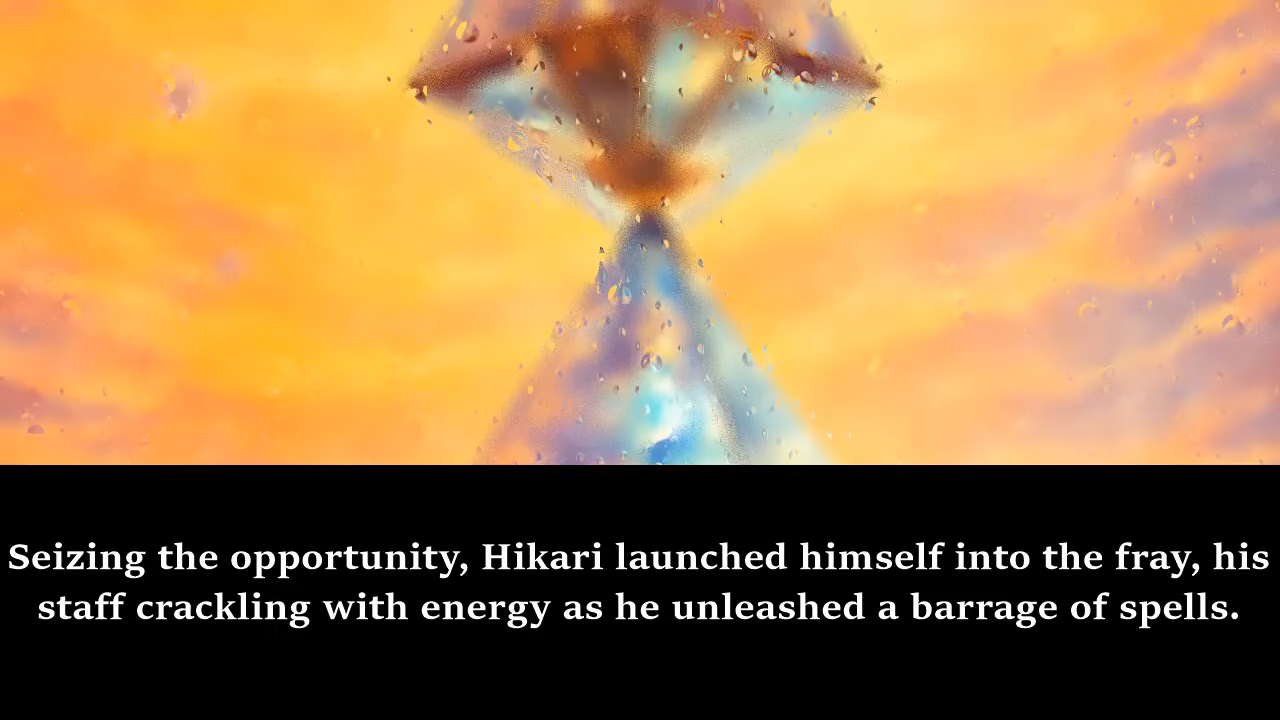 Seizing the opportunity, Hikari launched himself into the fray, his
staff crackling with energy as he unleashed a barrage of spells.